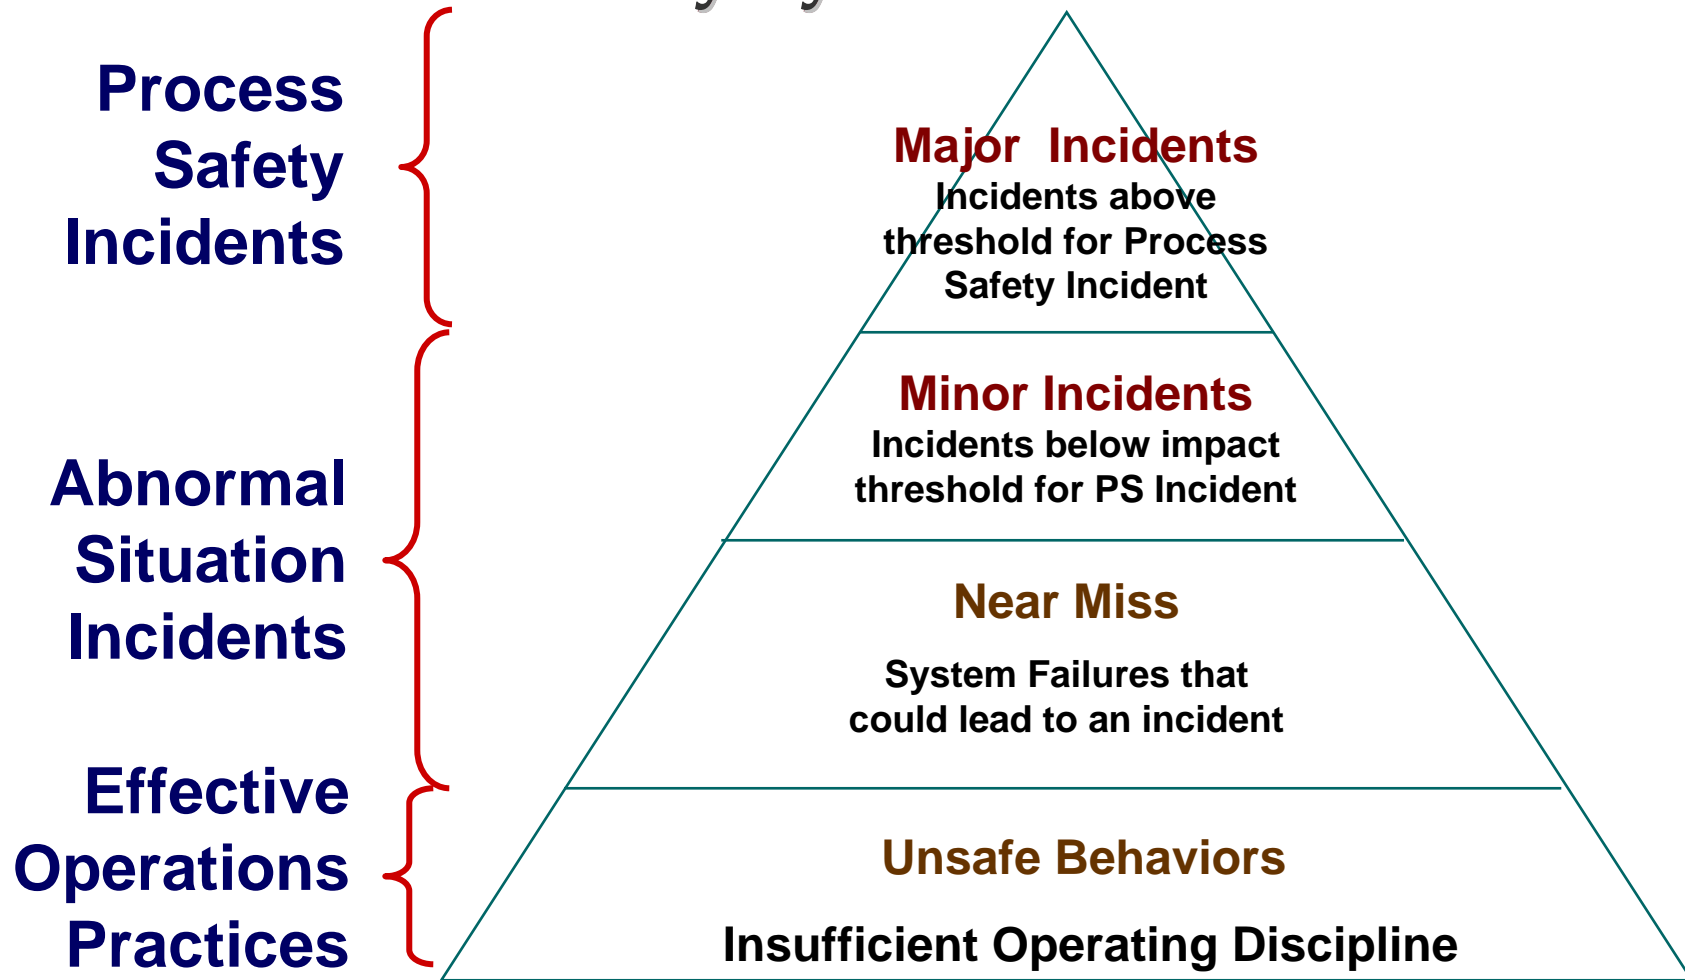 Process
Safety
Incidents
Major Incidents
Incidents above
threshold for Process
Safety Incident
Minor Incidents
Incidents below impact
threshold for PS Incident
Abnormal
Situation
Incidents
Near Miss
System Failures that
could lead to an incident
Effective
Operations
Practices
Unsafe Behaviors
Insufficient Operating Discipline